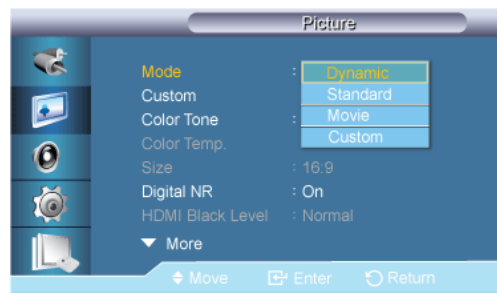 Picture
Mode : Dynamic
Custom Standard
Color Tone : Movie
Color Temp. Custom
Size : 16:9
Digital NR : On
HDMI Black Level : Normal
▼ More
Move Enter Return